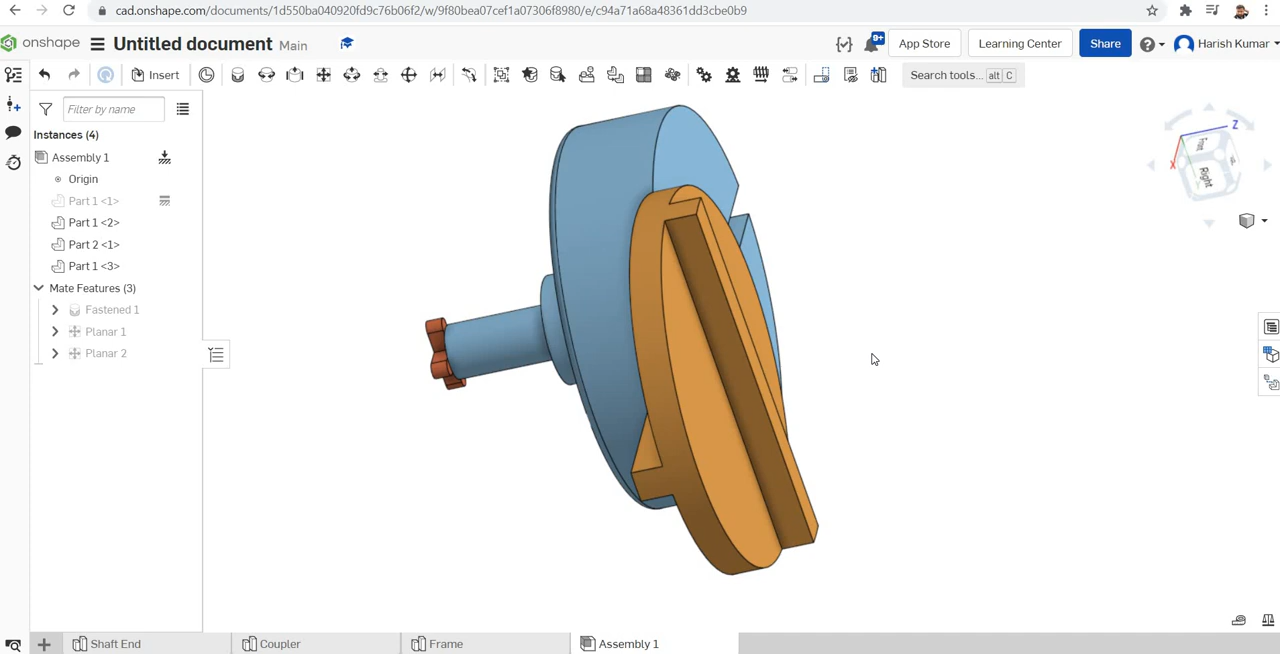 cad.onshape.com/documents/1d550ba040920fd9c76b06f2/w/9f80bea07cef1a07306f8980/e/c94a71a68a48361dd3cbe0b9
onshape Untitled document Main 9+ App Store Learning Center Share Harish Kumar
Insert Search tools... alt C
Filter by name
Instances (4)
Assembly 1
Origin
Part 1 <1>
Part 1 <2>
Part 2 <1>
Part 1 <3>
Mate Features (3)
Fastened 1
Planar 1
Planar 2
Z
X
Front
Right
Shaft End Coupler Frame Assembly 1